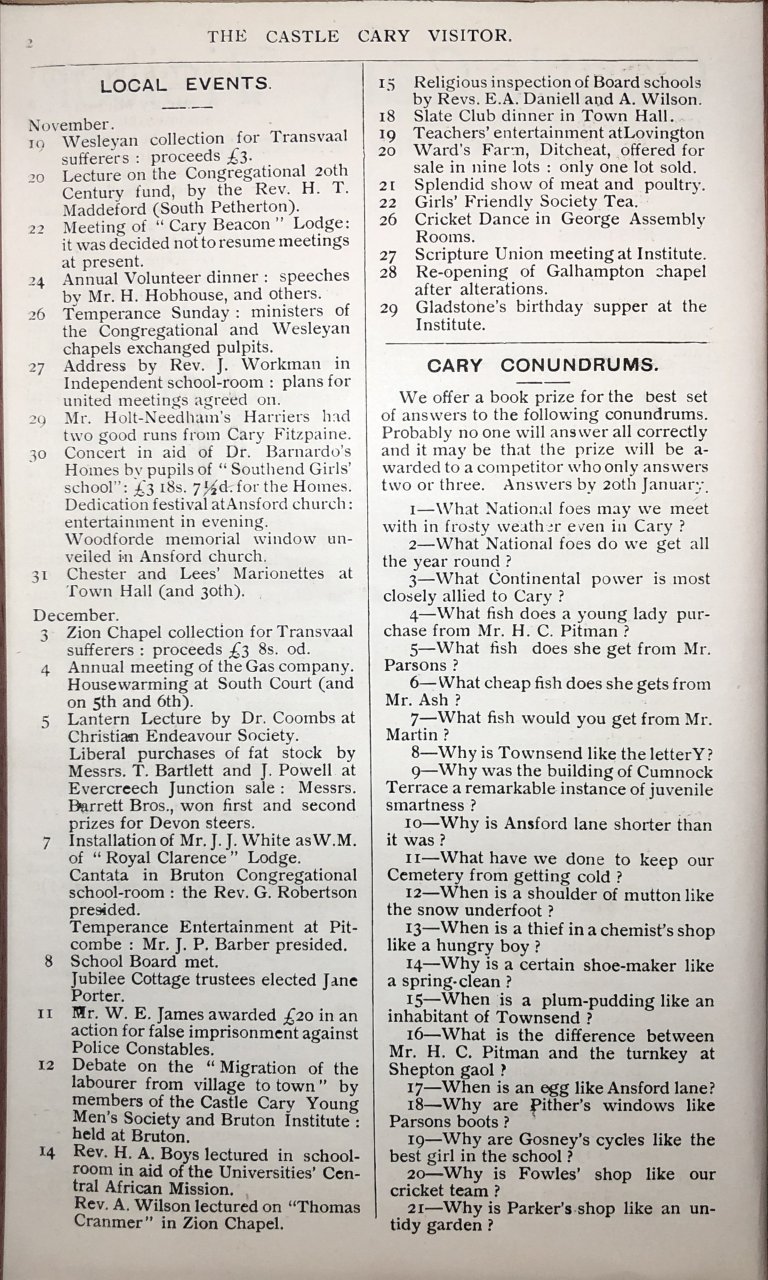 2
THE CASTLE CARY VISITOR.
LOCAL EVENTS.
November.
19 Wesleyan collection for Transvaal
sufferers : proceeds £3.
20 Lecture on the Congregational 20th
Century fund, by the Rev. H. T.
Maddeford (South Petherton).
22 Meeting of "Cary Beacon" Lodge:
it was decided not to resume meetings
at present.
24 Annual Volunteer dinner : speeches
by Mr. H. Hobhouse, and others.
26 Temperance Sunday : ministers of
the Congregational and Wesleyan
chapels exchanged pulpits.
27 Address by Rev. J. Workman in
Independent school-room : plans for
united meetings agreed on.
29 Mr. Holt-Needham's Harriers had
two good runs from Cary Fitzpaine.
30 Concert in aid of Dr. Barnardo's
Homes by pupils of "Southend Girls'
school": £3 18s. 7½d. for the Homes.
Dedication festival at Ansford church:
entertainment in evening.
Woodforde memorial window un-
veiled in Ansford church.
31 Chester and Lees' Marionettes at
Town Hall (and 30th).
December.
3 Zion Chapel collection for Transvaal
sufferers : proceeds £3 8s. od.
4 Annual meeting of the Gas company.
Housewarming at South Court (and
on 5th and 6th).
5 Lantern Lecture by Dr. Coombs at
Christian Endeavour Society.
Liberal purchases of fat stock by
Messrs. T. Bartlett and J. Powell at
Evercreech Junction sale : Messrs.
Barrett Bros., won first and second
prizes for Devon steers.
7 Installation of Mr. J. J. White as W.M.
of "Royal Clarence" Lodge.
Cantata in Bruton Congregational
school-room : the Rev. G. Robertson
presided.
Temperance Entertainment at Pit-
combe : Mr. J. P. Barber presided.
8 School Board met.
Jubilee Cottage trustees elected Jane
Porter.
11 Mr. W. E. James awarded £20 in an
action for false imprisonment against
Police Constables.
12 Debate on the "Migration of the
labourer from village to town" by
members of the Castle Cary Young
Men's Society and Bruton Institute :
held at Bruton.
14 Rev. H. A. Boys lectured in school-
room in aid of the Universities' Cen-
tral African Mission.
Rev. A. Wilson lectured on "Thomas
Cranmer" in Zion Chapel.
15 Religious inspection of Board schools
by Revs. E.A. Daniell and A. Wilson.
18 Slate Club dinner in Town Hall.
19 Teachers' entertainment at Lovington
20 Ward's Farm, Ditcheat, offered for
sale in nine lots : only one lot sold.
21 Splendid show of meat and poultry.
22 Girls' Friendly Society Tea.
26 Cricket Dance in George Assembly
Rooms.
27 Scripture Union meeting at Institute.
28 Re-opening of Galhampton chapel
after alterations.
29 Gladstone's birthday supper at the
Institute.
CARY CONUNDRUMS.
We offer a book prize for the best set
of answers to the following conundrums.
Probably no one will answer all correctly
and it may be that the prize will be a-
warded to a competitor who only answers
two or three. Answers by 20th January.
1—What National foes may we meet
with in frosty weather even in Cary ?
2—What National foes do we get all
the year round ?
3—What Continental power is most
closely allied to Cary ?
4—What fish does a young lady pur-
chase from Mr. H. C. Pitman ?
5—What fish does she get from Mr.
Parsons ?
6—What cheap fish does she gets from
Mr. Ash ?
7—What fish would you get from Mr.
Martin ?
8—Why is Townsend like the letter Y?
9—Why was the building of Cumnock
Terrace a remarkable instance of juvenile
smartness ?
10—Why is Ansford lane shorter than
it was ?
11—What have we done to keep our
Cemetery from getting cold ?
12—When is a shoulder of mutton like
the snow underfoot ?
13—When is a thief in a chemist's shop
like a hungry boy ?
14—Why is a certain shoe-maker like
a spring-clean ?
15—When is a plum-pudding like an
inhabitant of Townsend ?
16—What is the difference between
Mr. H. C. Pitman and the turnkey at
Shepton gaol ?
17—When is an egg like Ansford lane?
18—Why are Pither's windows like
Parsons boots ?
19—Why are Gosney's cycles like the
best girl in the school ?
20—Why is Fowles' shop like our
cricket team ?
21—Why is Parker's shop like an un-
tidy garden ?